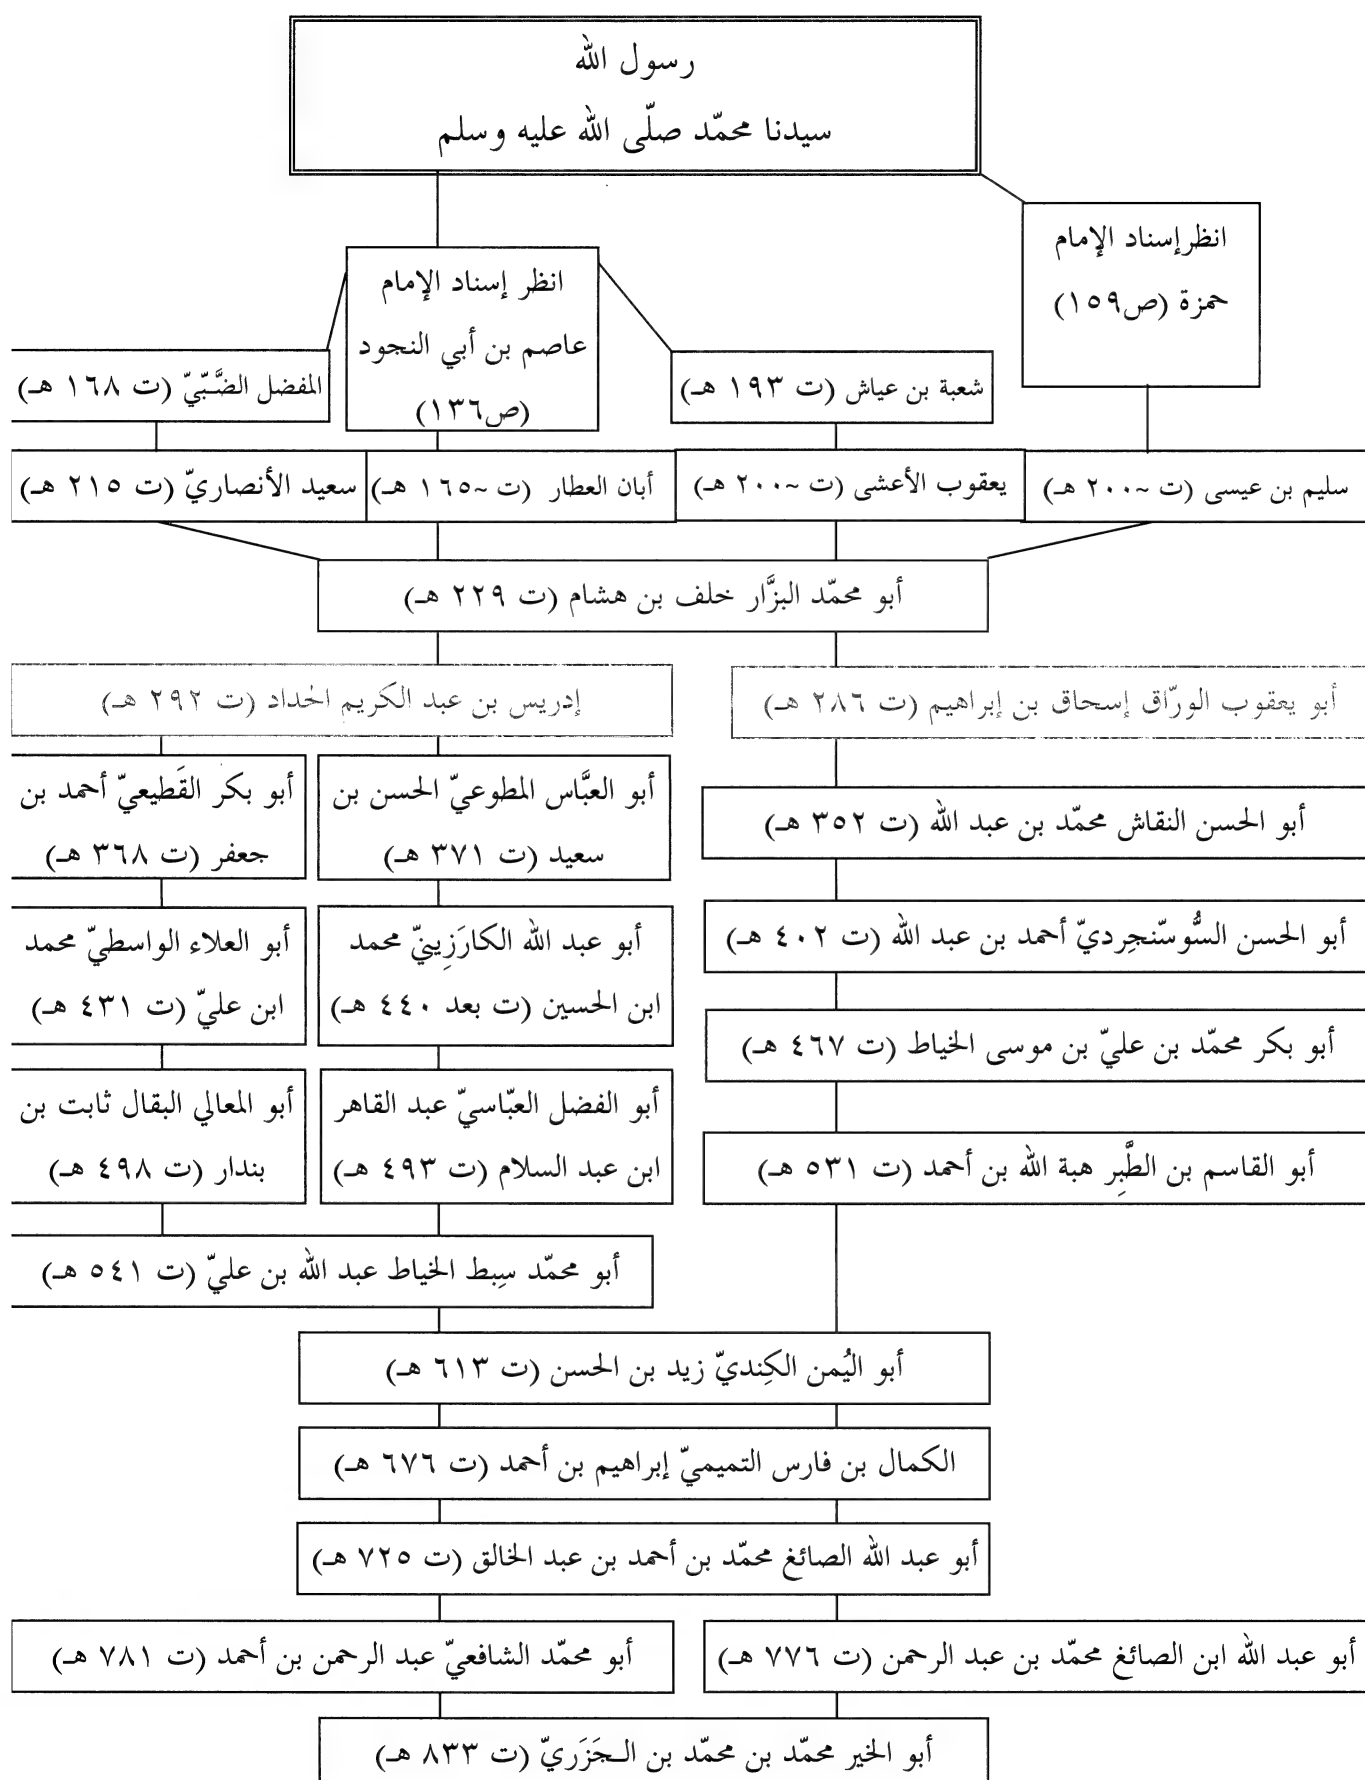 رسول الله
سيدنا محمّد صلّى الله عليه وسلم
انظر إسناد الإمام
حمزة (ص١٥٩)
انظر إسناد الإمام
عاصم بن أبي النجود
(ص١٣٦)
شعبة بن عياش (ت ١٩٣ هـ)
المفضل الضَّبّيّ (ت ١٦٨ هـ)
سليم بن عيسى (ت ~٢٠٠ هـ)
يعقوب الأعشى (ت ~٢٠٠ هـ)
أبان العطار (ت ~١٦٥ هـ)
سعيد الأنصاريّ (ت ٢١٥ هـ)
أبو محمّد البزَّار خلف بن هشام (ت ٢٢٩ هـ)
أبو يعقوب الورّاق إسحاق بن إبراهيم (ت ٢٨٦ هـ)
إدريس بن عبد الكريم الحداد (ت ٢٩٢ هـ)
أبو الحسن النقاش محمّد بن عبد الله (ت ٣٥٢ هـ)
أبو العبَّاس المطوعيّ الحسن بن
سعيد (ت ٣٧١ هـ)
أبو بكر القَطيعيّ أحمد بن
جعفر (ت ٣٦٨ هـ)
أبو الحسن السُّوسّنجِرديّ أحمد بن عبد الله (ت ٤٠٢ هـ)
أبو عبد الله الكارَزِينيّ محمد
ابن الحسين (ت بعد ٤٤٠ هـ)
أبو العلاء الواسطيّ محمد
ابن عليّ (ت ٤٣١ هـ)
أبو بكر محمّد بن عليّ بن موسى الخياط (ت ٤٦٧ هـ)
أبو الفضل العبّاسيّ عبد القاهر
ابن عبد السلام (ت ٤٩٣ هـ)
أبو المعالي البقال ثابت بن
بندار (ت ٤٩٨ هـ)
أبو القاسم بن الطَّبِر هبة الله بن أحمد (ت ٥٣١ هـ)
أبو محمّد سِبط الخياط عبد الله بن عليّ (ت ٥٤١ هـ)
أبو اليُمن الكِنديّ زيد بن الحسن (ت ٦١٣ هـ)
الكمال بن فارس التميميّ إبراهيم بن أحمد (ت ٦٧٦ هـ)
أبو عبد الله الصائغ محمّد بن أحمد بن عبد الخالق (ت ٧٢٥ هـ)
أبو عبد الله ابن الصائغ محمّد بن عبد الرحمن (ت ٧٧٦ هـ)
أبو محمّد الشافعيّ عبد الرحمن بن أحمد (ت ٧٨١ هـ)
أبو الخير محمّد بن محمّد بن الـجَزَريّ (ت ٨٣٣ هـ)